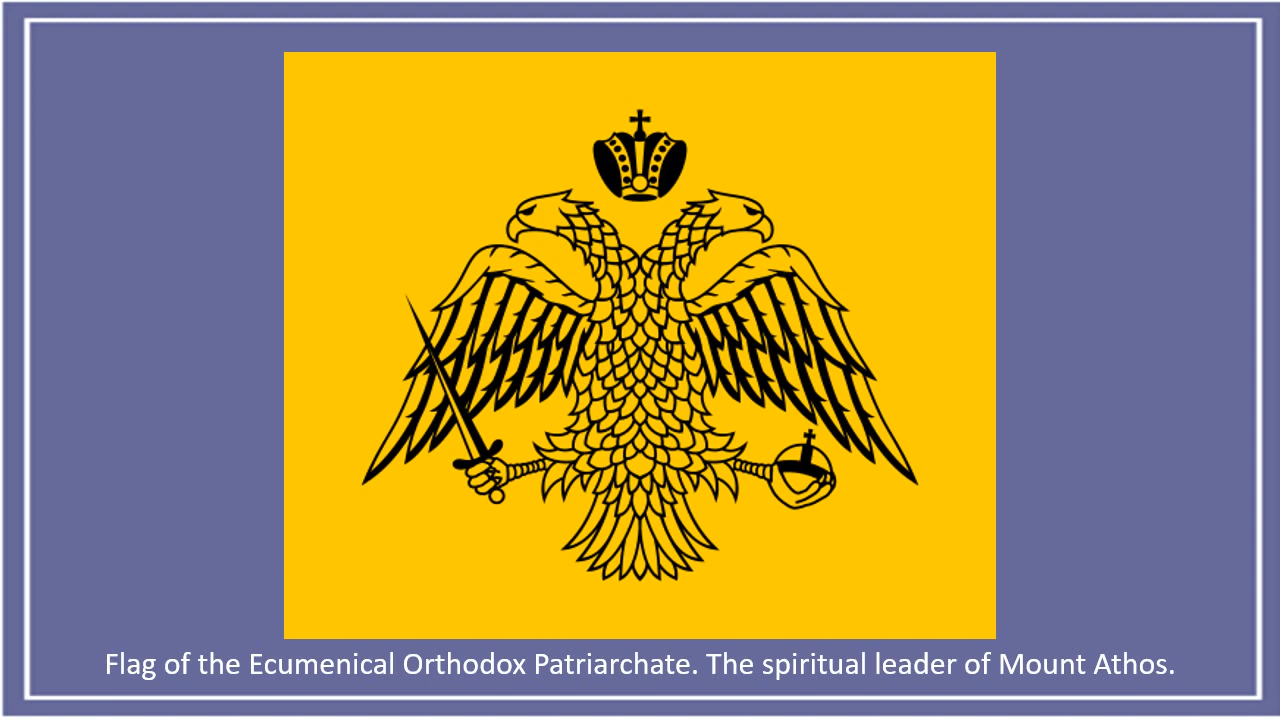 Flag of the Ecumenical Orthodox Patriarchate. The spiritual leader of Mount Athos.